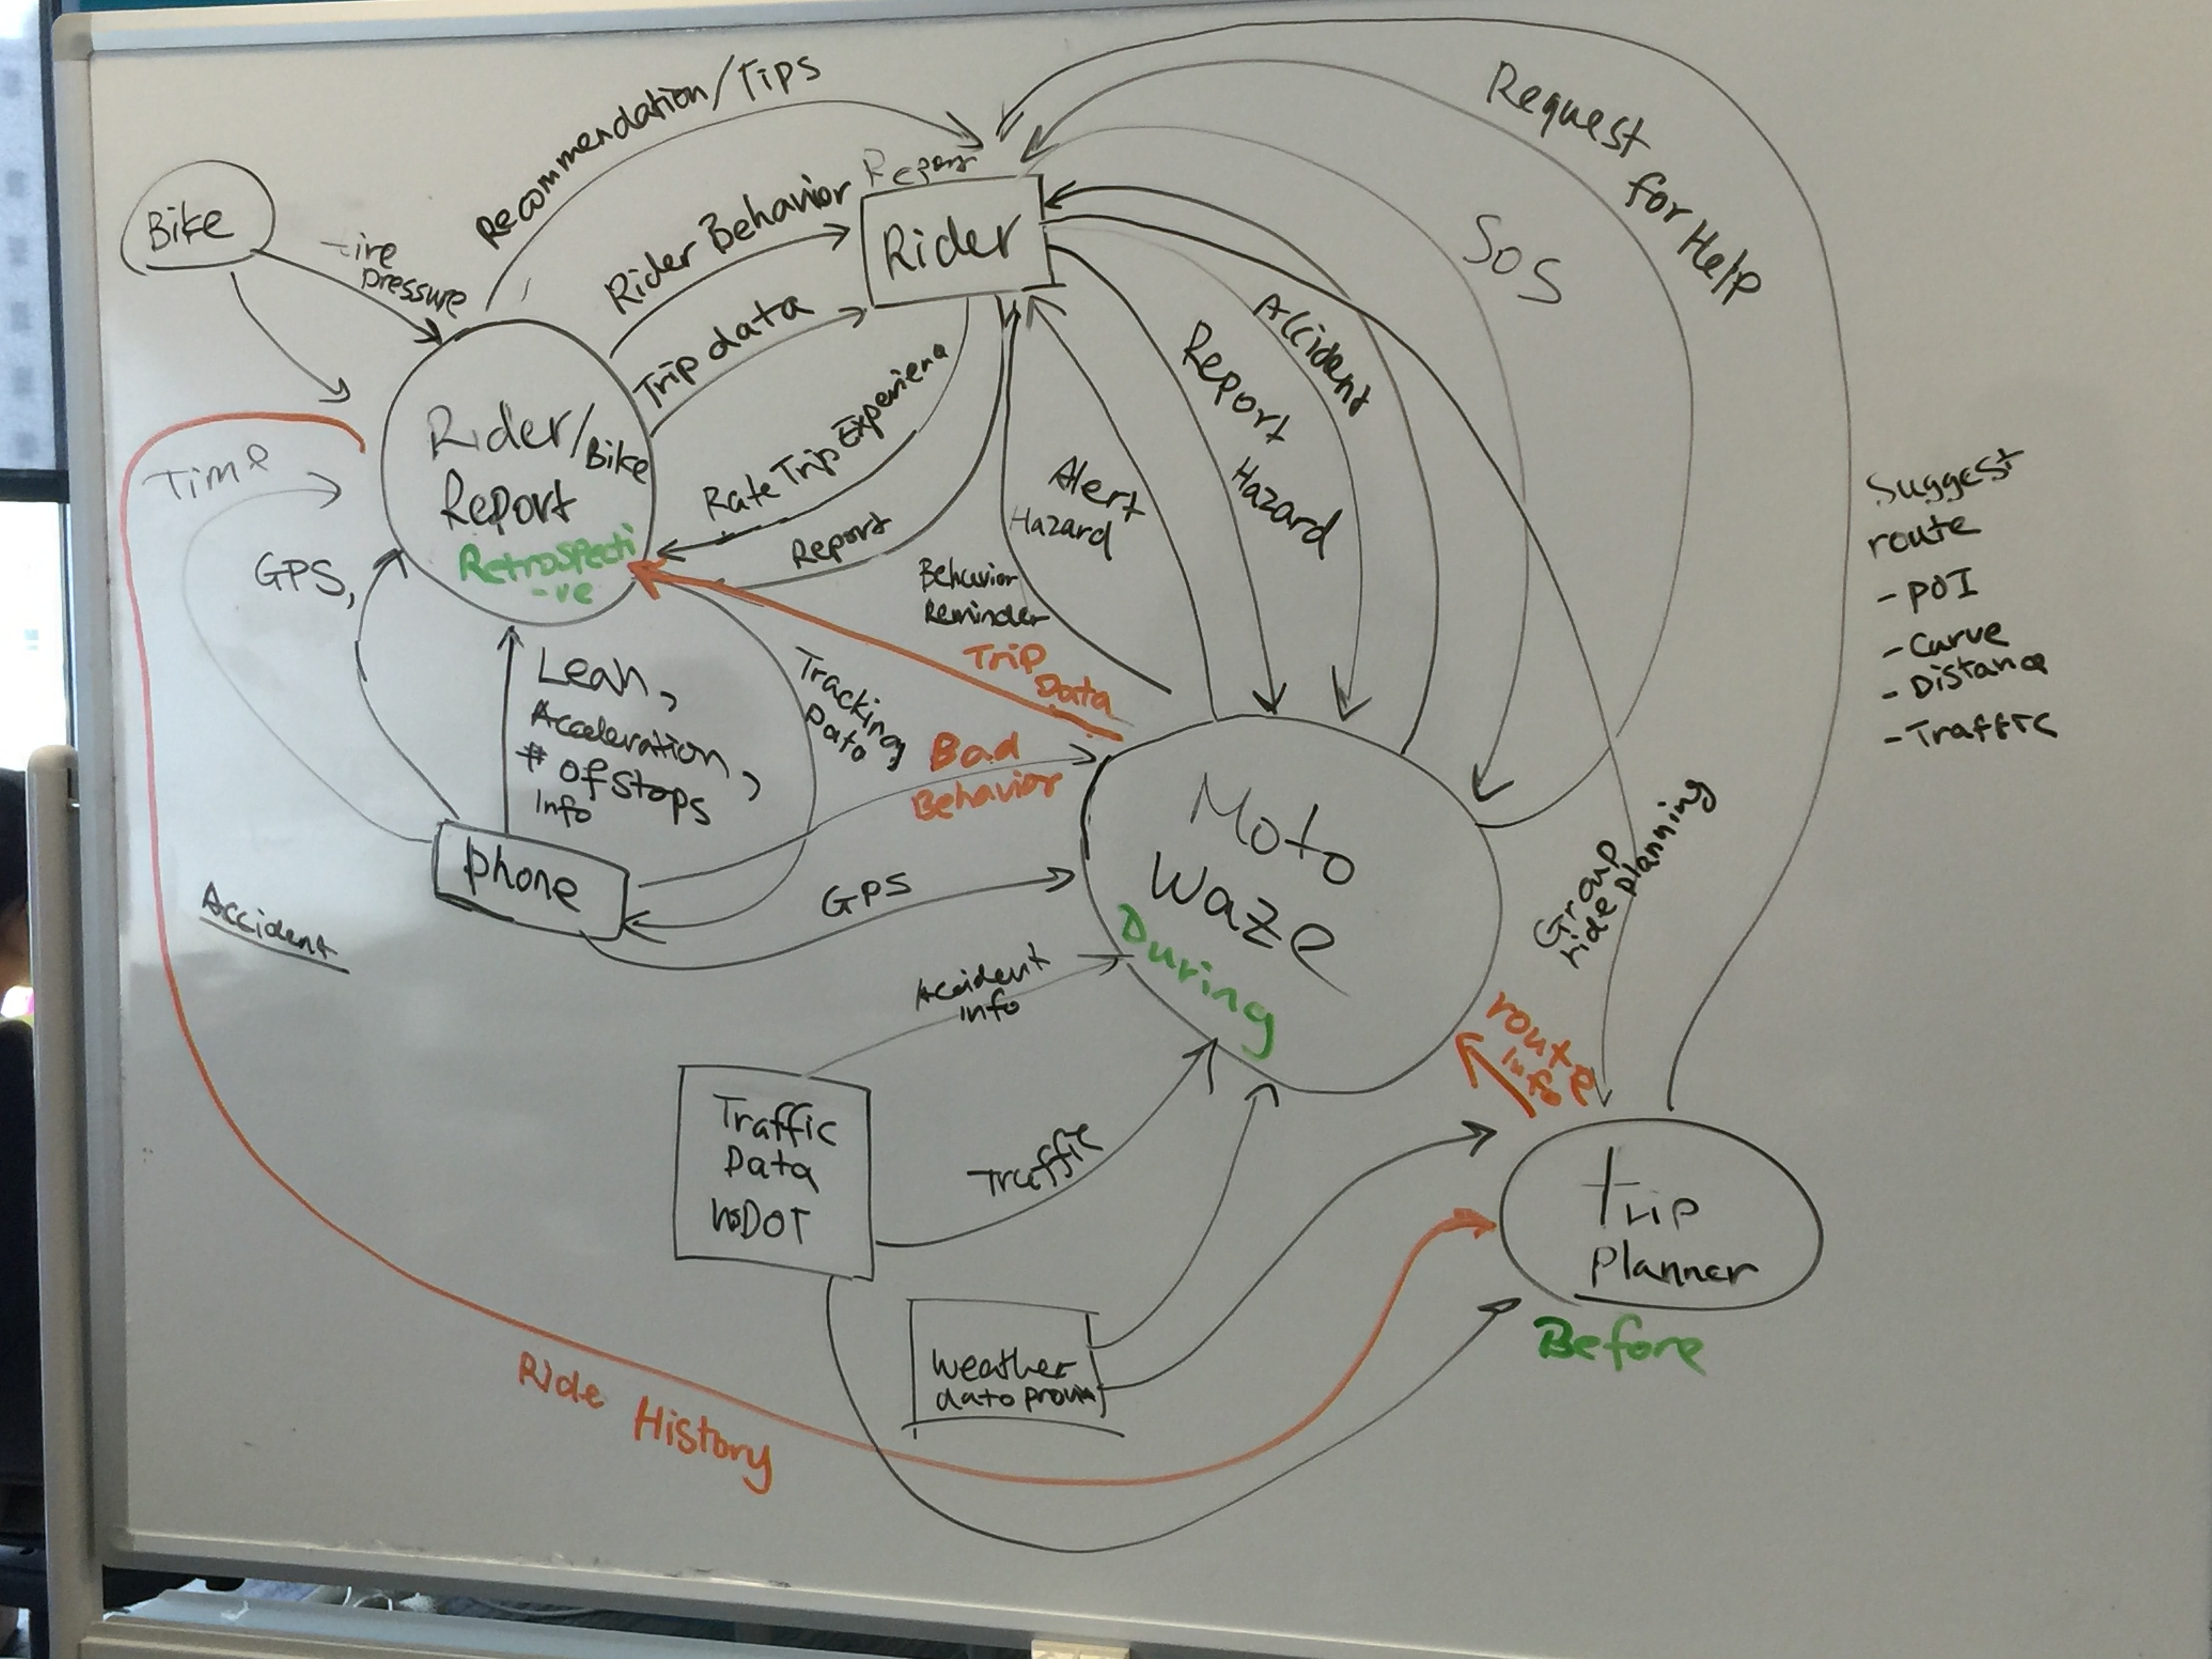 Recommendation/Tips
Request
for Help
Bike
Tire
pressure
Rider Behavior
Report
Rider
SOS
Trip data
Accident
Report
Hazard
Rider/Bike
Report
Retrospecti
-ve
Rate Trip Experienc
Report
Time
GPS,
Alert
Hazard
Behavior
Reminder
Suggest
route
- POI
- Curve
- Distance
- Traffic
Trip
Data
Lean,
Acceleration,
# of Stops
Info
Tracking
Data
Bad
Behavior
phone
GPS
Moto
Waze
During
Group
ride planning
Accident
Accident
info
route
info
Traffic
Data
WSDOT
Traffic
trip
planner
Before
weather
data provid
Ride History